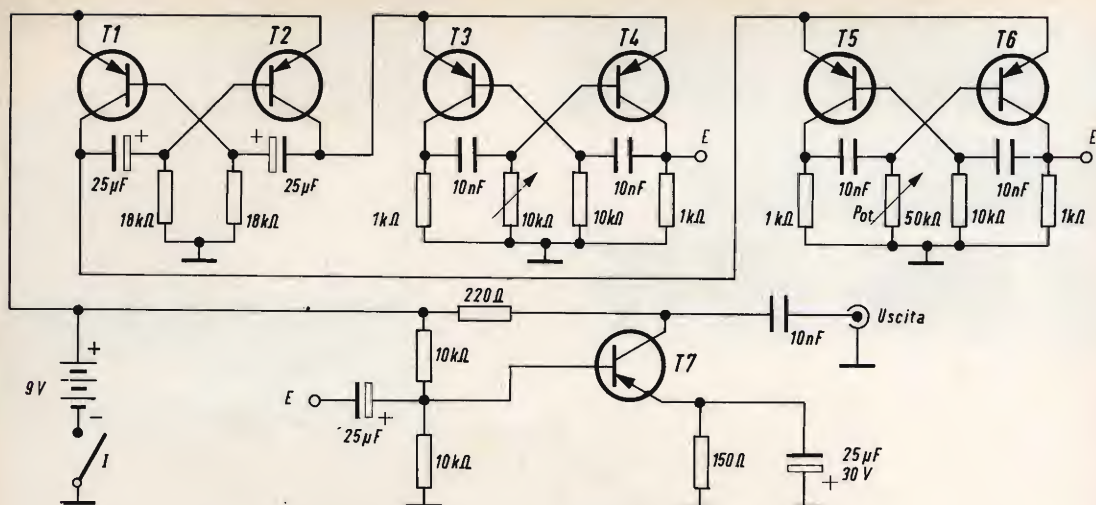 T1
T2
T3
T4
T5
T6
E
E
+
+
25µF
25µF
10nF
10nF
10nF
10nF
18kΩ
18kΩ
1kΩ
10kΩ
10kΩ
1kΩ
1kΩ
Pot.
50kΩ
10kΩ
1kΩ
220Ω
10nF
Uscita
+
9V
−
I
10kΩ
E
+
25µF
10kΩ
T7
150Ω
25µF
30V
+